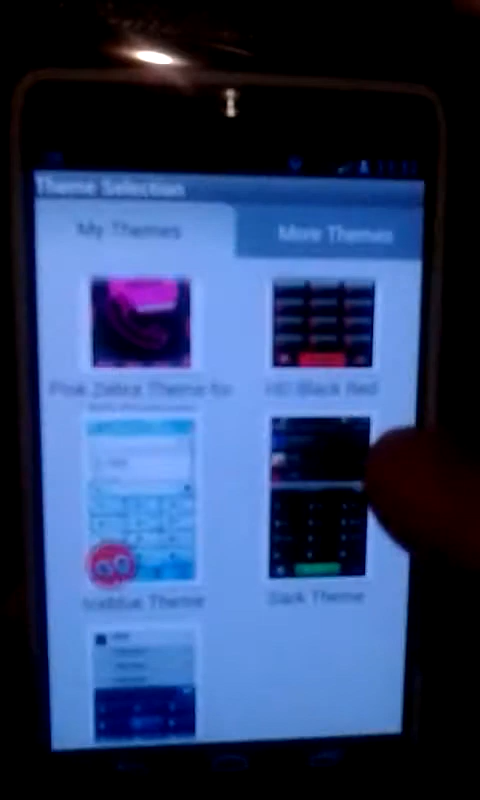 Theme Selection
My Themes
More Themes
Pink Zebra Theme for
HD Black Red
Iceblue Theme
Dark Theme